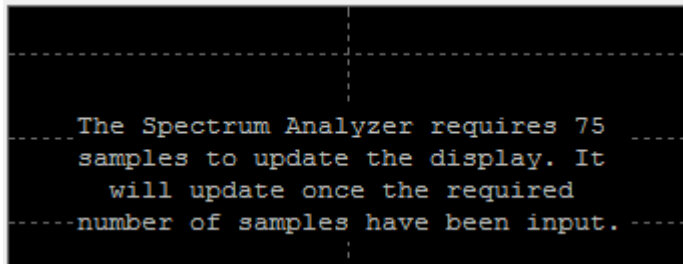 The Spectrum Analyzer requires 75
samples to update the display. It
will update once the required
number of samples have been input.